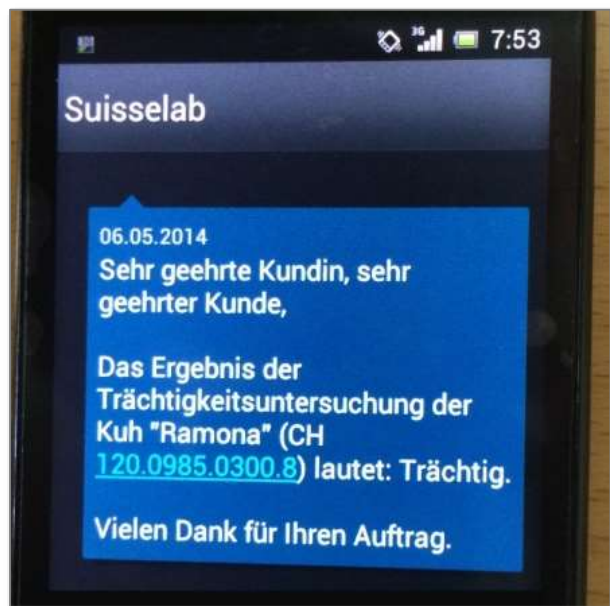 3G 7:53
Suisselab
06.05.2014
Sehr geehrte Kundin, sehr
geehrter Kunde,
Das Ergebnis der
Trächtigkeitsuntersuchung der
Kuh "Ramona" (CH
120.0985.0300.8) lautet: Trächtig.
Vielen Dank für Ihren Auftrag.